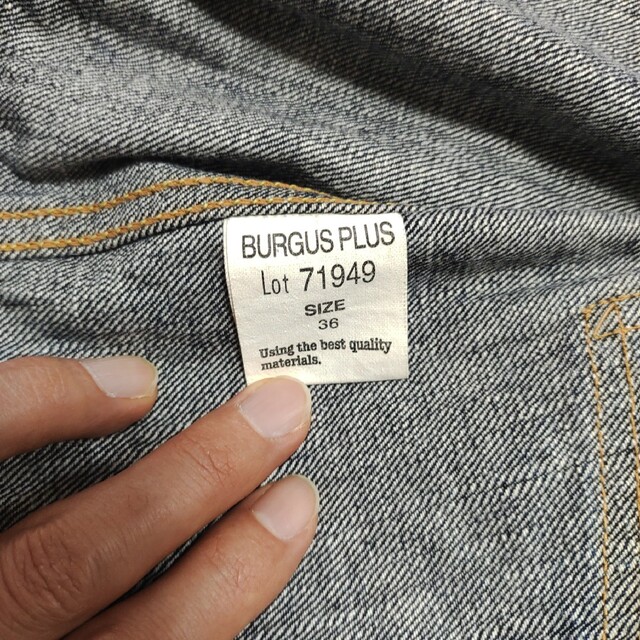 BURGUS PLUS
Lot 71949
SIZE
36
Using the best quality
materials.